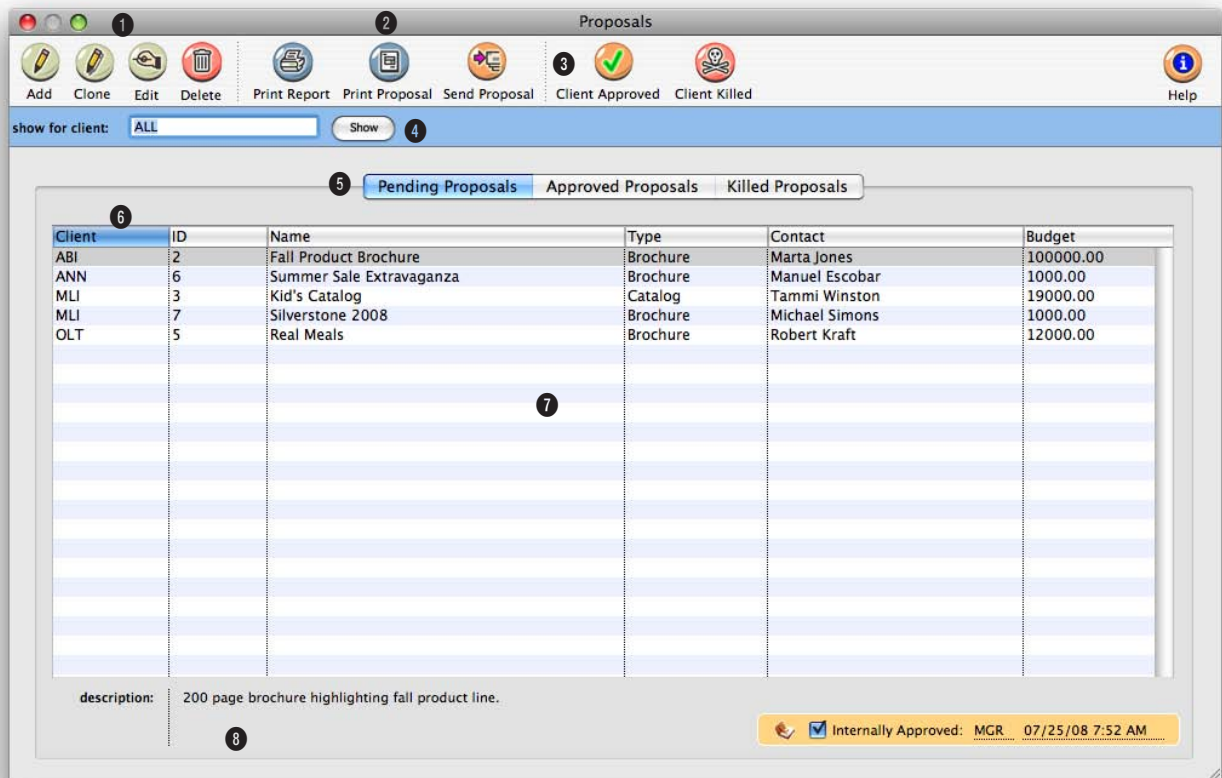 Proposals
1 2
3
Add Clone Edit Delete Print Report Print Proposal Send Proposal Client Approved Client Killed Help
show for client: ALL Show 4
5 Pending Proposals Approved Proposals Killed Proposals
6
Client ID Name Type Contact Budget
ABI 2 Fall Product Brochure Brochure Marta Jones 100000.00
ANN 6 Summer Sale Extravaganza Brochure Manuel Escobar 1000.00
MLI 3 Kid's Catalog Catalog Tammi Winston 19000.00
MLI 7 Silverstone 2008 Brochure Michael Simons 1000.00
OLT 5 Real Meals Brochure Robert Kraft 12000.00
7
description: 200 page brochure highlighting fall product line.
Internally Approved: MGR 07/25/08 7:52 AM
8